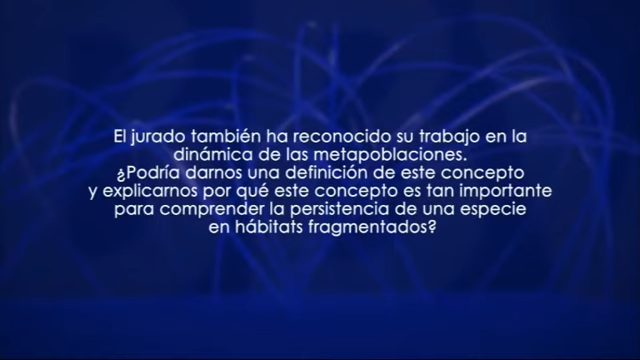 El jurado también ha reconocido su trabajo en la
dinámica de las metapoblaciones.
¿Podría darnos una definición de este concepto
y explicarnos por qué este concepto es tan importante
para comprender la persistencia de una especie
en hábitats fragmentados?